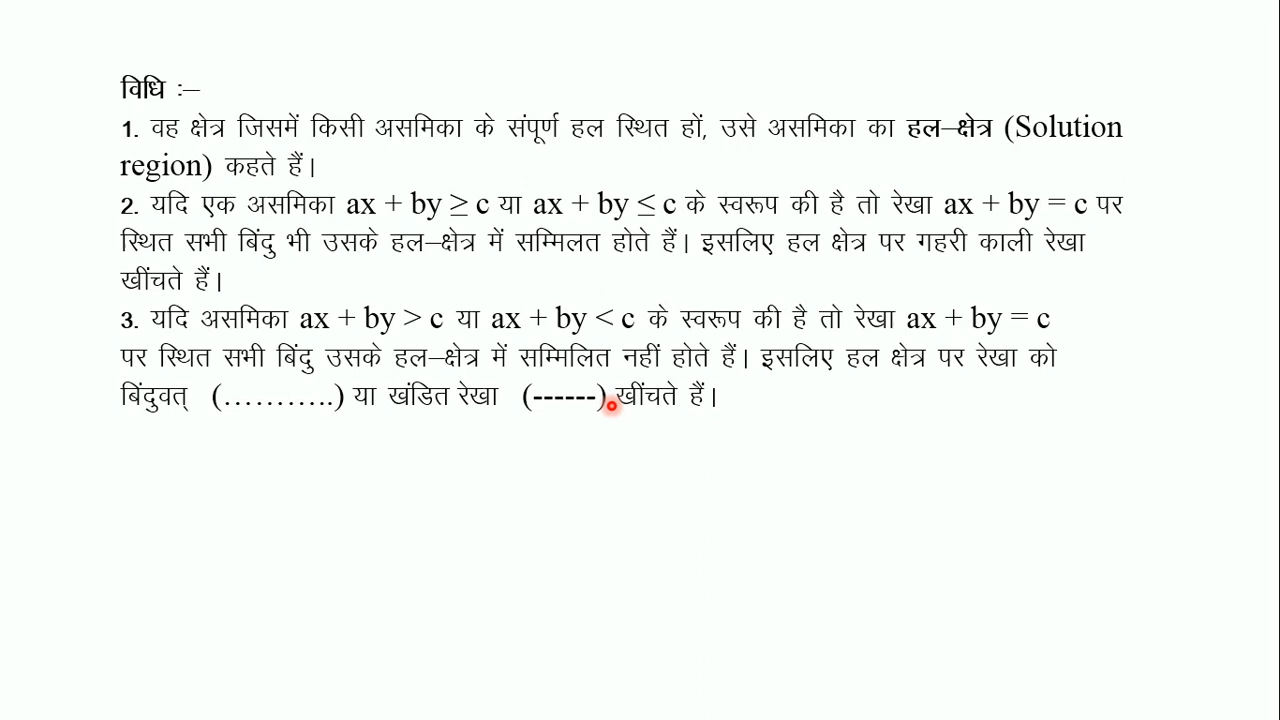 विधि :–
1. वह क्षेत्र जिसमें किसी असमिका के संपूर्ण हल स्थित हों, उसे असमिका का हल–क्षेत्र (Solution
region) कहते हैं।
2. यदि एक असमिका ax + by ≥ c या ax + by ≤ c के स्वरूप की है तो रेखा ax + by = c पर
स्थित सभी बिंदु भी उसके हल–क्षेत्र में सम्मिलत होते हैं। इसलिए हल क्षेत्र पर गहरी काली रेखा
खींचते हैं।
3. यदि असमिका ax + by > c या ax + by < c के स्वरूप की है तो रेखा ax + by = c
पर स्थित सभी बिंदु उसके हल–क्षेत्र में सम्मिलित नहीं होते हैं। इसलिए हल क्षेत्र पर रेखा को
बिंदुवत् (………..) या खंडित रेखा (------) खींचते हैं।